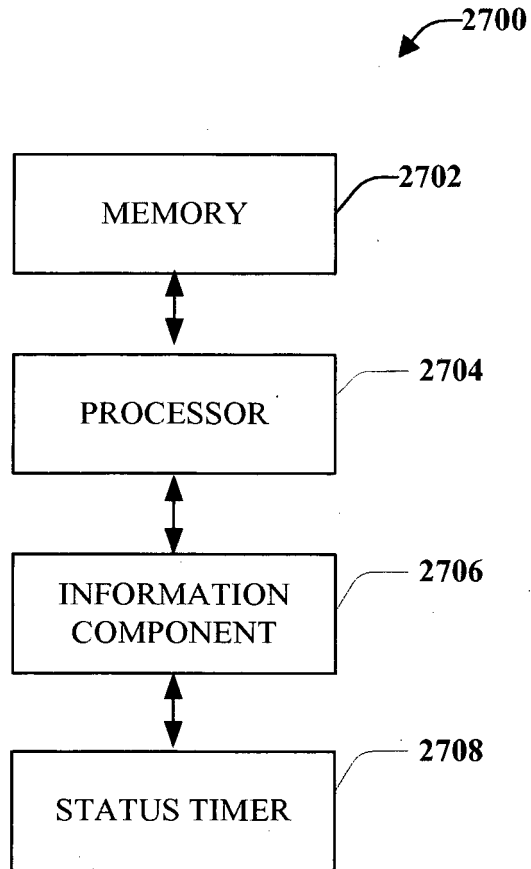 2700
MEMORY
2702
PROCESSOR
2704
INFORMATION
COMPONENT
2706
STATUS TIMER
2708